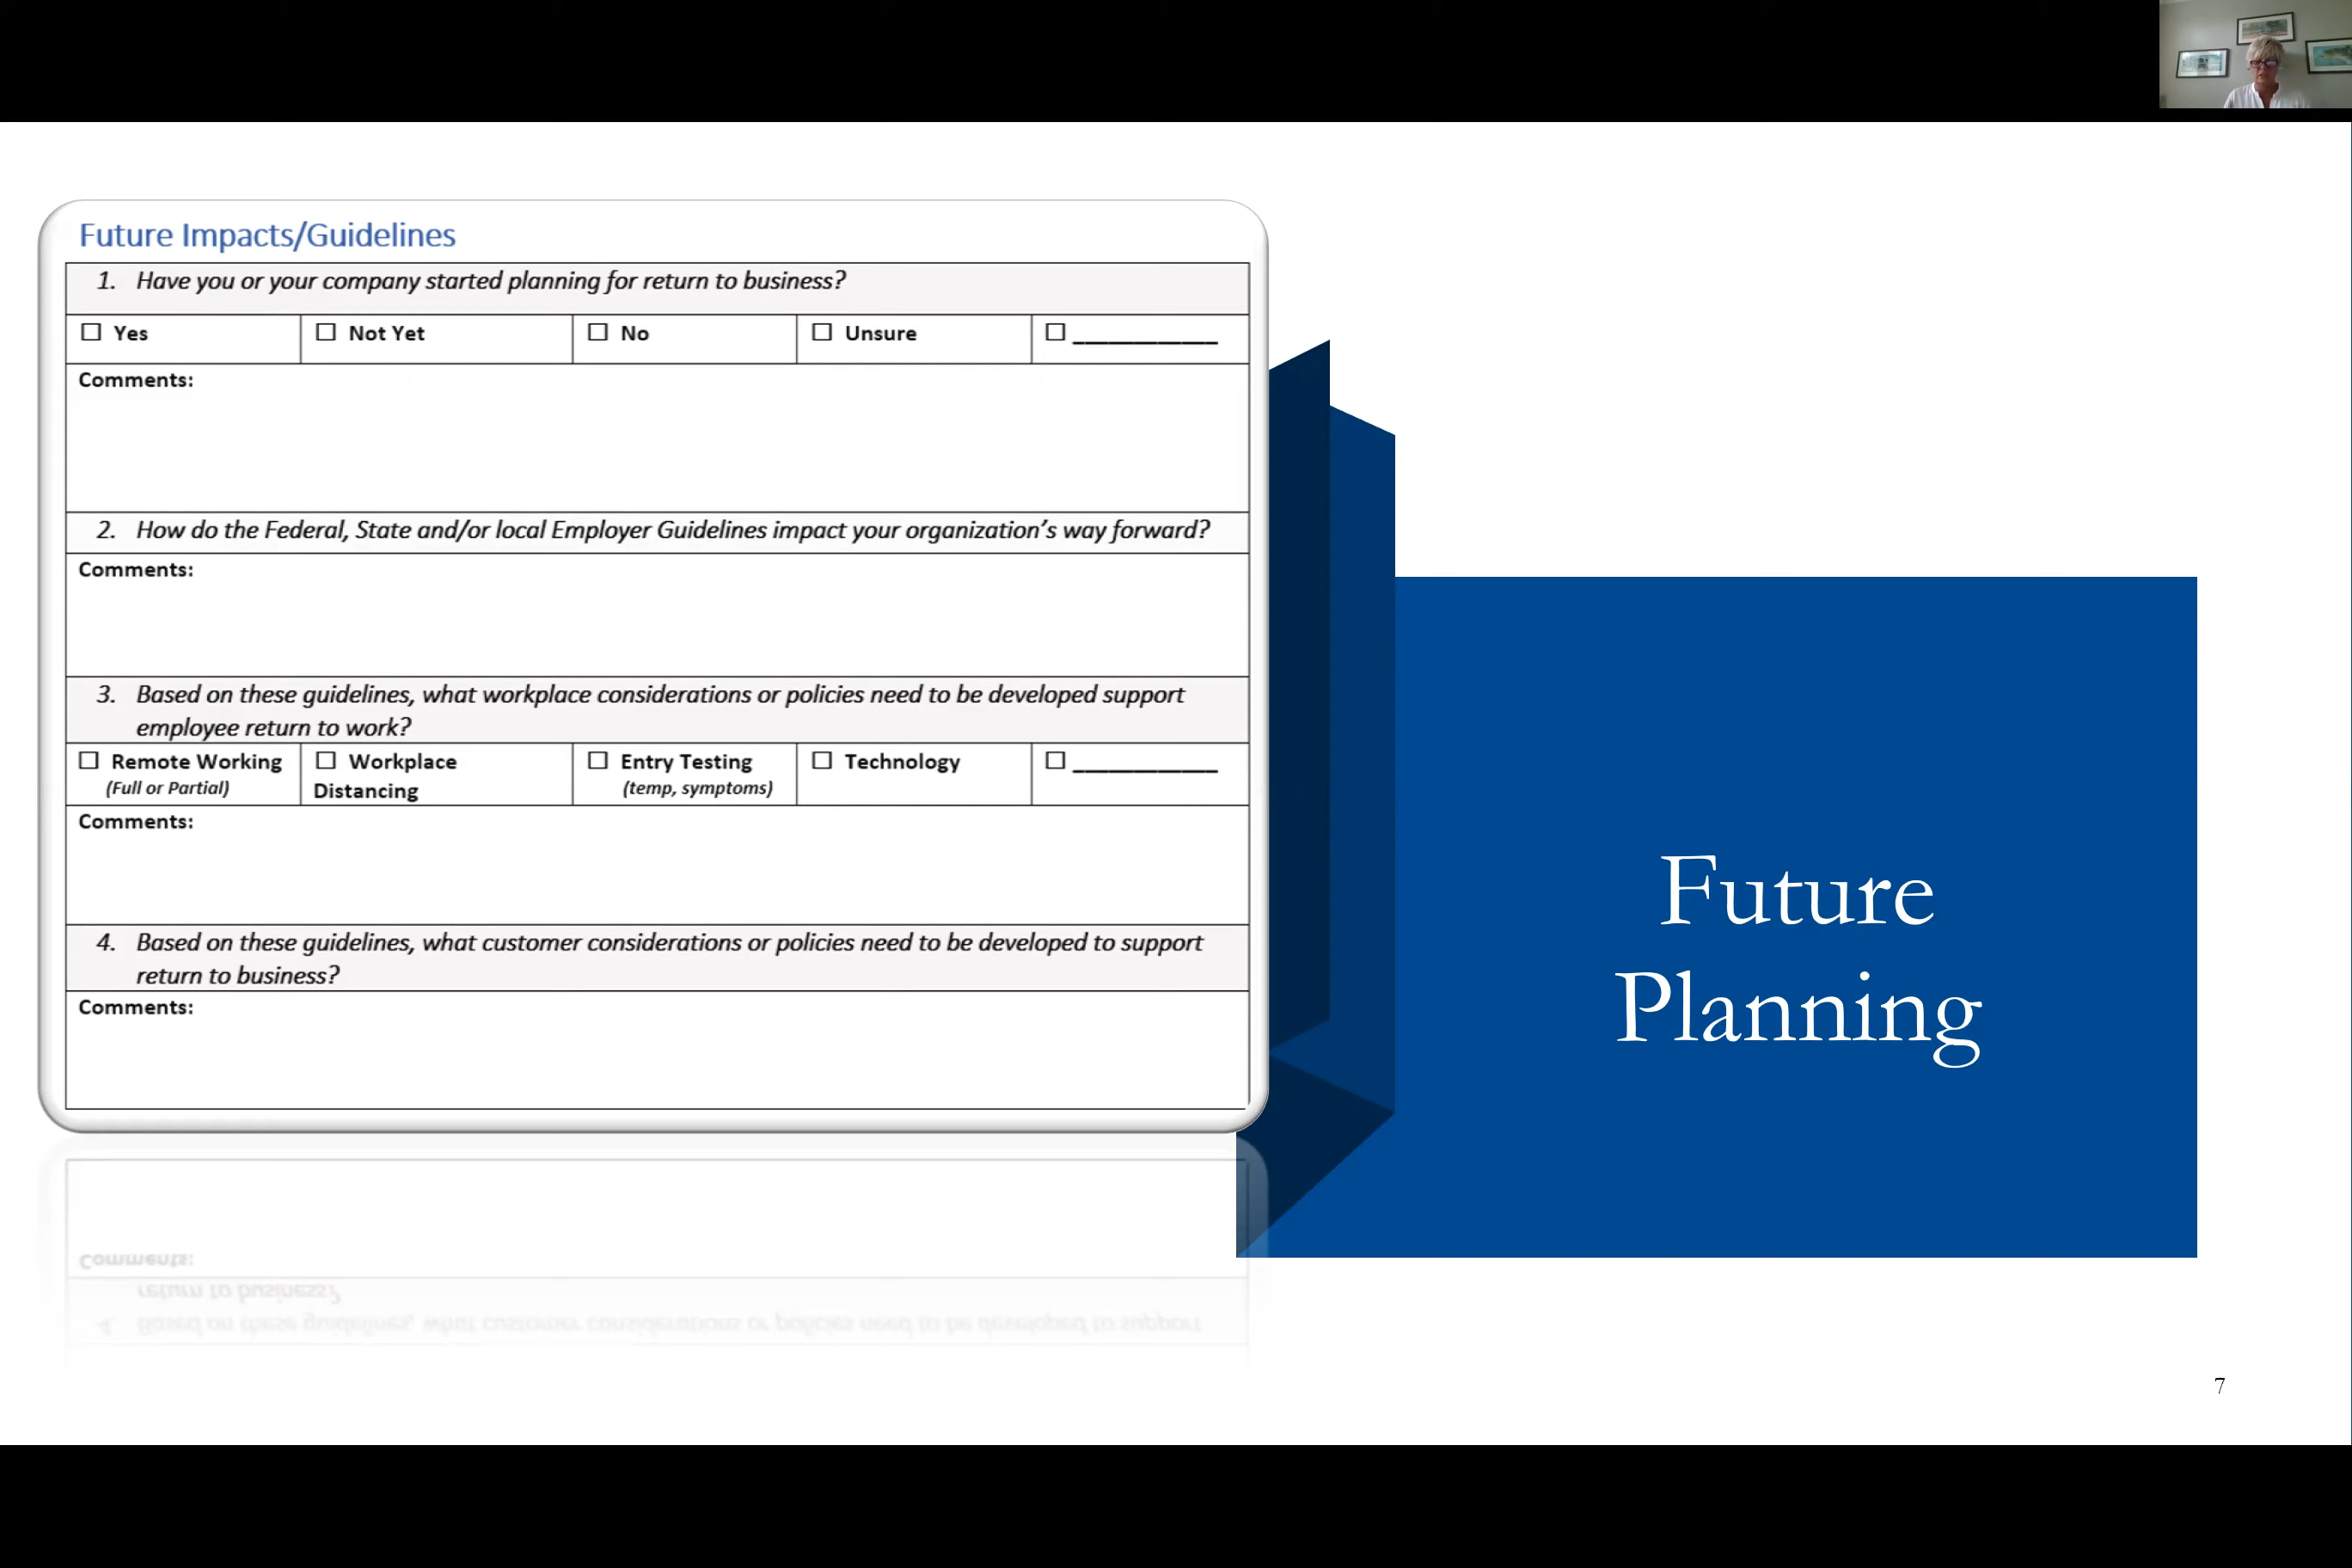 Future Impacts/Guidelines
1. Have you or your company started planning for return to business?
☐ Yes ☐ Not Yet ☐ No ☐ Unsure ☐ ____________
Comments:
2. How do the Federal, State and/or local Employer Guidelines impact your organization's way forward?
Comments:
3. Based on these guidelines, what workplace considerations or policies need to be developed support
employee return to work?
☐ Remote Working ☐ Workplace ☐ Entry Testing ☐ Technology ☐ ____________
(Full or Partial) Distancing (temp, symptoms)
Comments:
4. Based on these guidelines, what customer considerations or policies need to be developed to support
return to business?
Comments:
Future
Planning
7